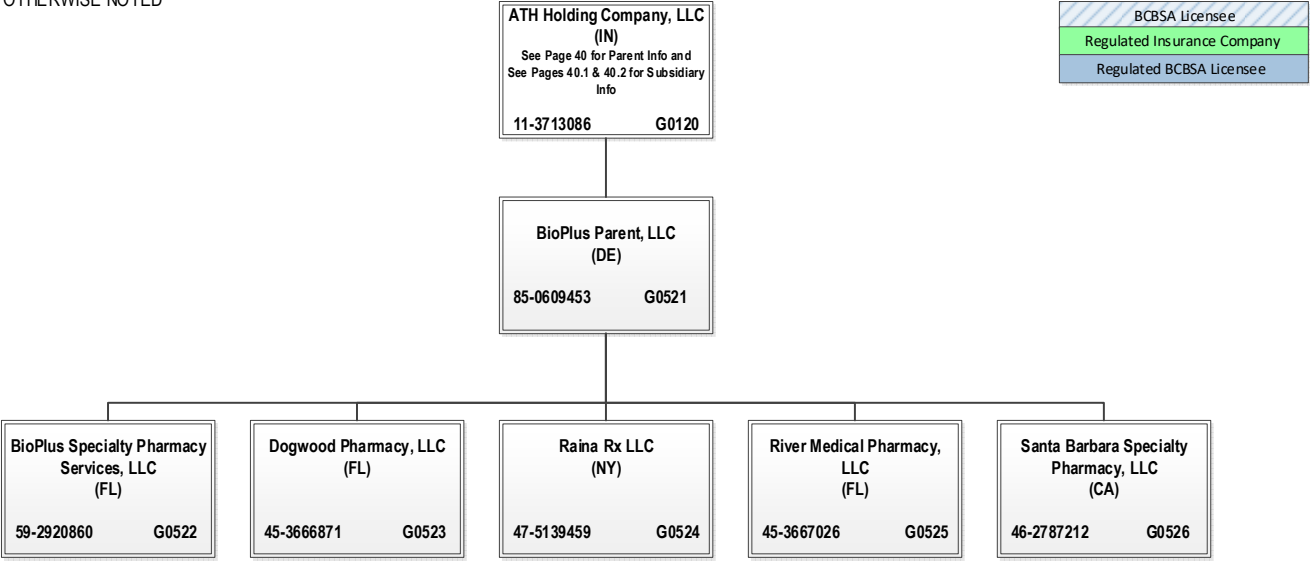 OTHERWISE NOTED
ATH Holding Company, LLC
(IN)
See Page 40 for Parent Info and
See Pages 40.1 & 40.2 for Subsidiary
Info
11-3713086 G0120
BCBSA Licensee
Regulated Insurance Company
Regulated BCBSA Licensee
BioPlus Parent, LLC
(DE)
85-0609453 G0521
BioPlus Specialty Pharmacy
Services, LLC
(FL)
59-2920860 G0522
Dogwood Pharmacy, LLC
(FL)
45-3666871 G0523
Raina Rx LLC
(NY)
47-5139459 G0524
River Medical Pharmacy,
LLC
(FL)
45-3667026 G0525
Santa Barbara Specialty
Pharmacy, LLC
(CA)
46-2787212 G0526